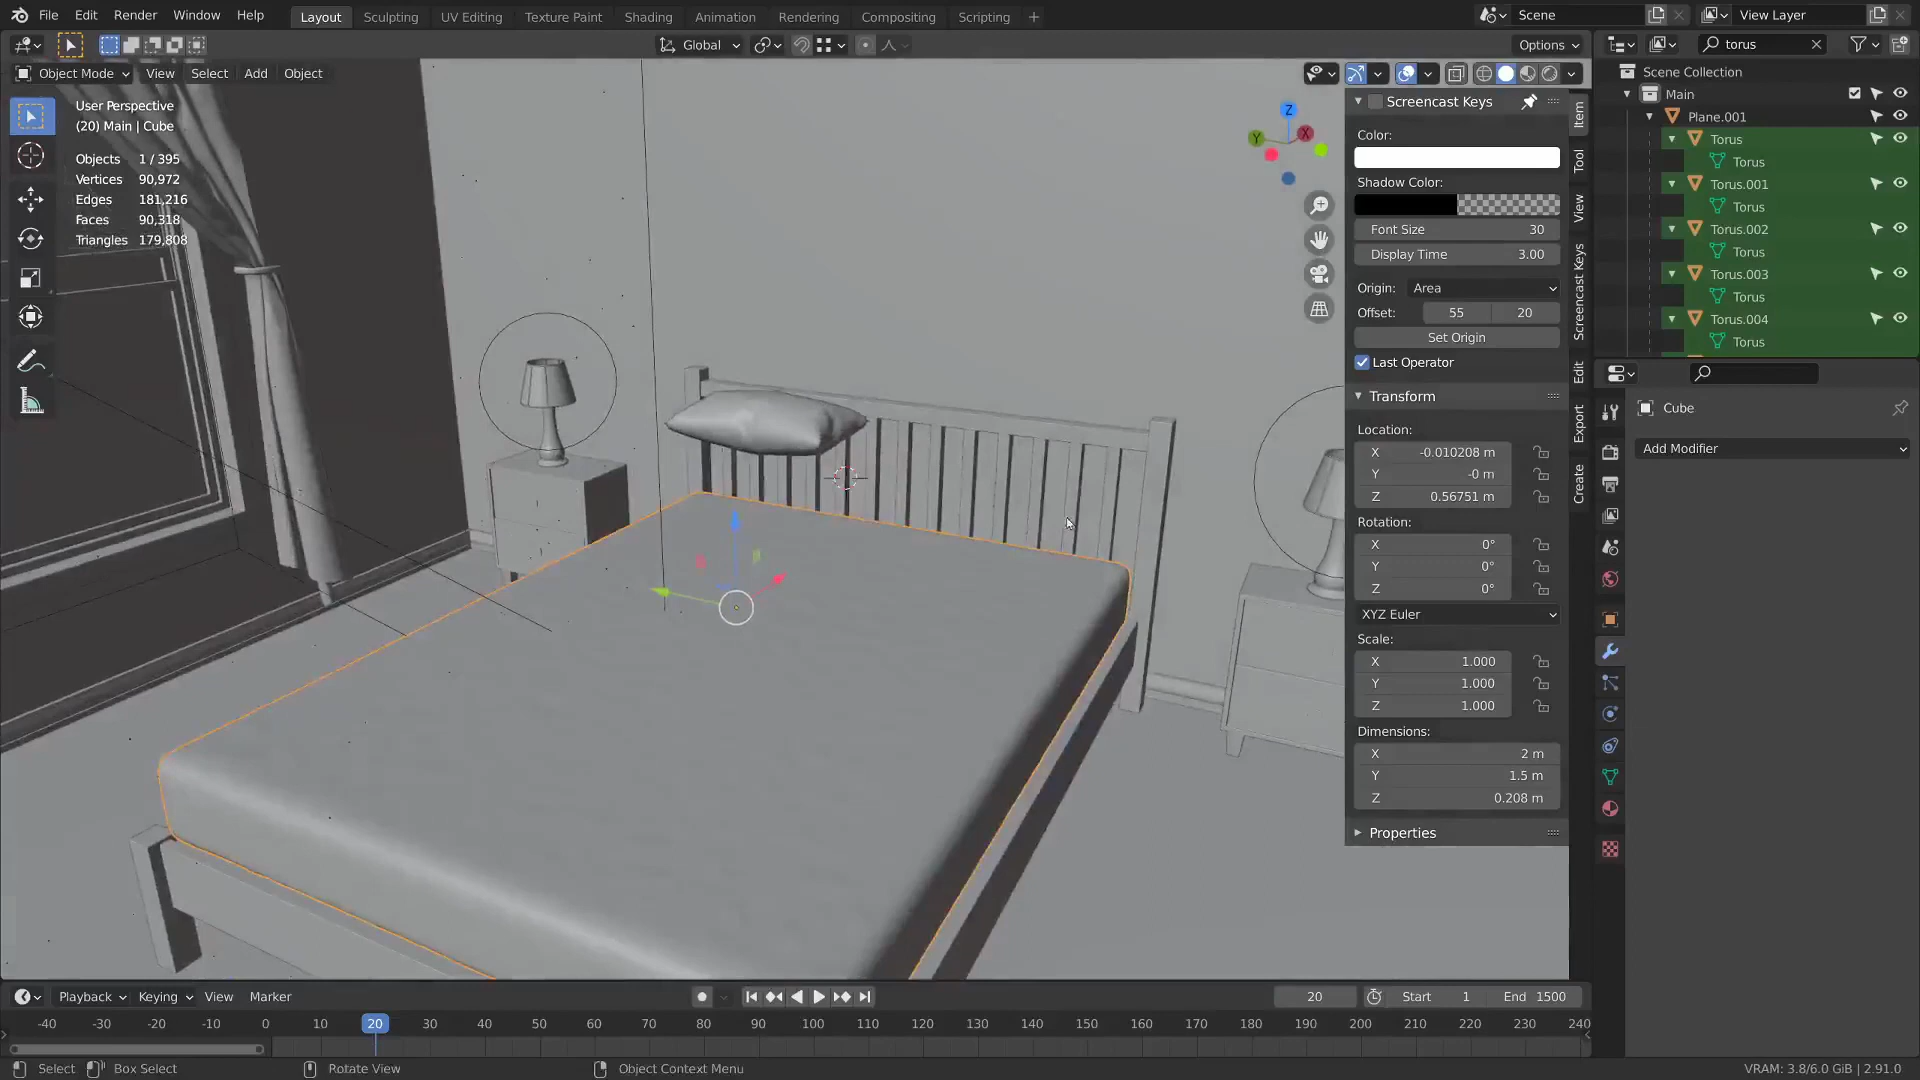 File Edit Render Window Help Layout Sculpting UV Editing Texture Paint Shading Animation Rendering Compositing Scripting + Scene View Layer
Global Options torus
Object Mode View Select Add Object
Scene Collection
Main
Plane.001
Torus
Torus
Torus.001
Torus
Torus.002
Torus
Torus.003
Torus
Torus.004
Torus
User Perspective
(20) Main | Cube
Objects 1 / 395
Vertices 90,972
Edges 181,216
Faces 90,318
Triangles 179,808
Z
Y
X
Screencast Keys
Color:
Shadow Color:
Font Size 30
Display Time 3.00
Origin: Area
Offset: 55 20
Set Origin
Last Operator
Transform
Location:
X -0.010208 m
Y -0 m
Z 0.56751 m
Rotation:
X 0°
Y 0°
Z 0°
XYZ Euler
Scale:
X 1.000
Y 1.000
Z 1.000
Dimensions:
X 2 m
Y 1.5 m
Z 0.208 m
Properties
Item
Tool
View
Screencast Keys
Edit
Export
Create
Cube
Add Modifier
Playback Keying View Marker 20 Start 1 End 1500
-40 -30 -20 -10 0 10 20 30 40 50 60 70 80 90 100 110 120 130 140 150 160 170 180 190 200 210 220 230 240
Select Box Select Rotate View Object Context Menu VRAM: 3.8/6.0 GiB | 2.91.0